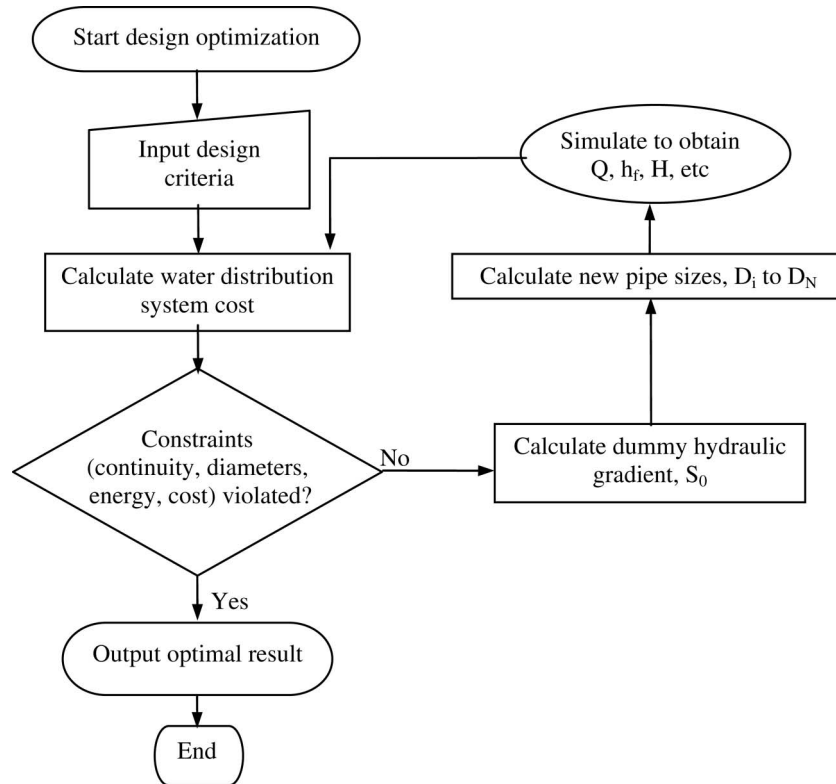 Start design optimization
Input design
criteria
Calculate water distribution
system cost
Constraints
(continuity, diameters,
energy, cost) violated?
No
Yes
Output optimal result
End
Calculate dummy hydraulic
gradient, S₀
Calculate new pipe sizes, Dᵢ to D_N
Simulate to obtain
Q, h_f, H, etc